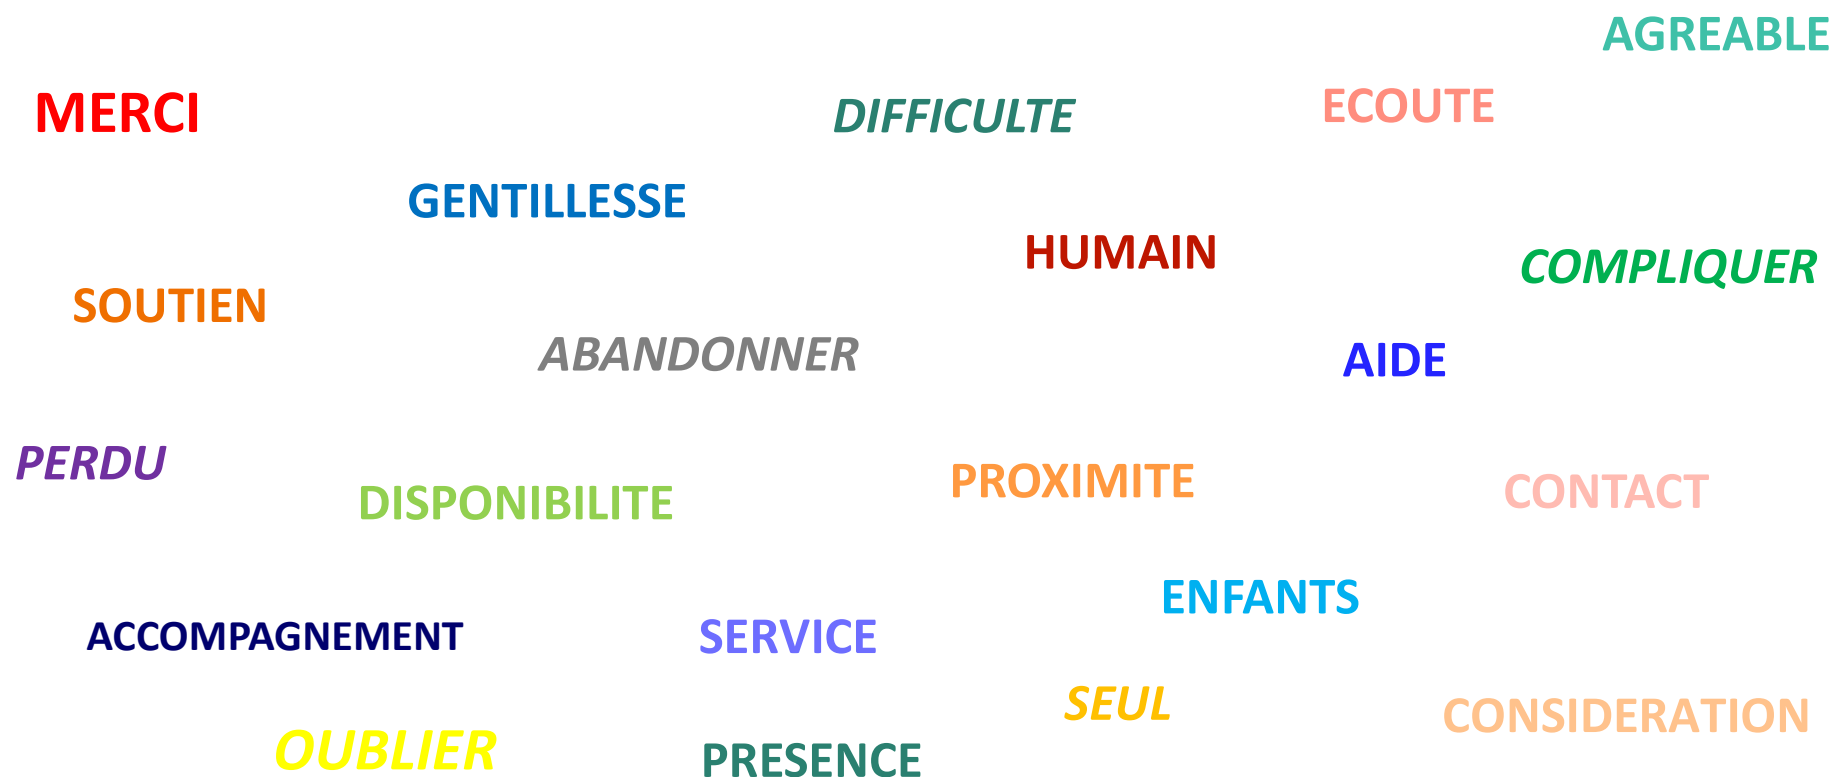 AGREABLE
MERCI
DIFFICULTE
ECOUTE
GENTILLESSE
HUMAIN
COMPLIQUER
SOUTIEN
ABANDONNER
AIDE
PERDU
DISPONIBILITE
PROXIMITE
CONTACT
ENFANTS
ACCOMPAGNEMENT
SERVICE
SEUL
CONSIDERATION
OUBLIER
PRESENCE